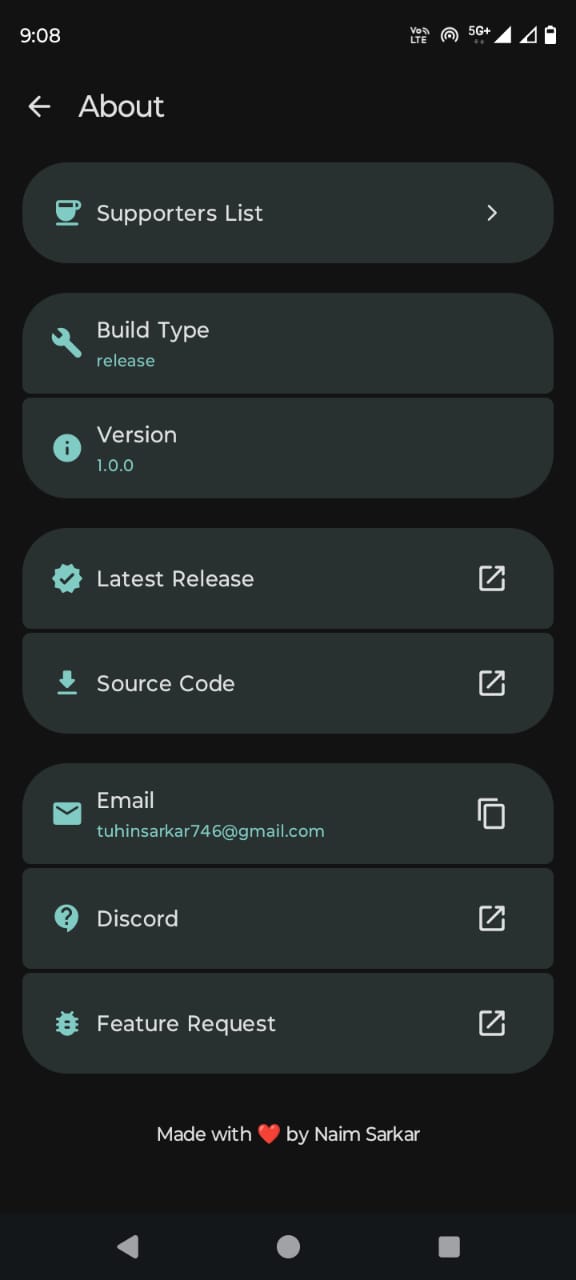 9:08
Vo LTE 5G+
About
Supporters List
Build Type
release
Version
1.0.0
Latest Release
Source Code
Email
tuhinsarkar746@gmail.com
Discord
Feature Request
Made with ❤️ by Naim Sarkar